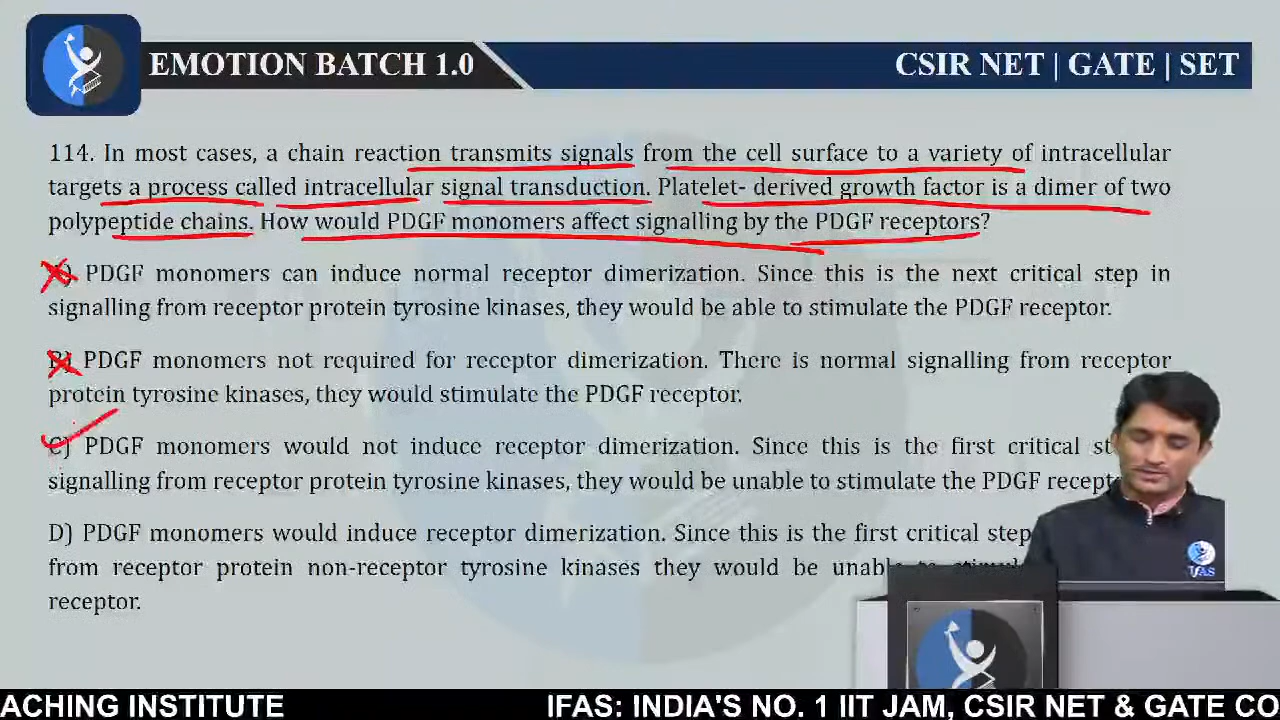 EMOTION BATCH 1.0
CSIR NET | GATE | SET
114. In most cases, a chain reaction transmits signals from the cell surface to a variety of intracellular
targets a process called intracellular signal transduction. Platelet- derived growth factor is a dimer of two
polypeptide chains. How would PDGF monomers affect signalling by the PDGF receptors?
PDGF monomers can induce normal receptor dimerization. Since this is the next critical step in
signalling from receptor protein tyrosine kinases, they would be able to stimulate the PDGF receptor.
B) PDGF monomers not required for receptor dimerization. There is normal signalling from receptor
protein tyrosine kinases, they would stimulate the PDGF receptor.
C) PDGF monomers would not induce receptor dimerization. Since this is the first critical
signalling from receptor protein tyrosine kinases, they would be unable to stimulate the PDGF
D) PDGF monomers would induce receptor dimerization. Since this is the first critical step
from receptor protein non-receptor tyrosine kinases they would be
receptor.
IFAS
ACHING INSTITUTE IFAS: INDIA'S NO. 1 IIT JAM, CSIR NET & GATE CO